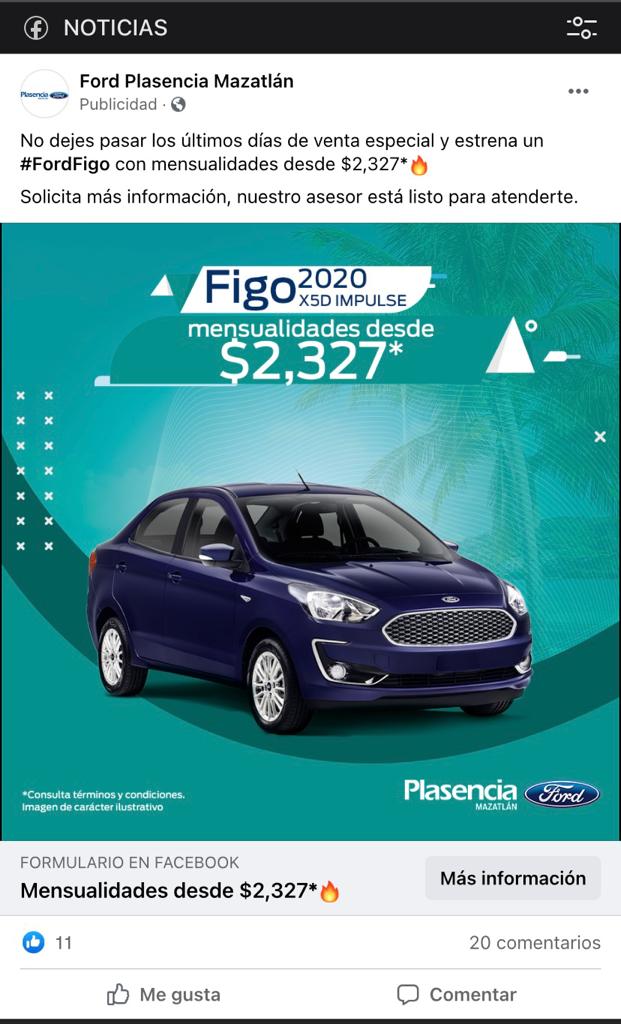 NOTICIAS
Ford Plasencia Mazatlán
Publicidad ·
No dejes pasar los últimos días de venta especial y estrena un
#FordFigo con mensualidades desde $2,327*🔥
Solicita más información, nuestro asesor está listo para atenderte.
Figo 2020
X5D IMPULSE
mensualidades desde
$2,327*
*Consulta términos y condiciones.
Imagen de carácter ilustrativo
Plasencia Ford
MAZATLÁN
FORMULARIO EN FACEBOOK
Mensualidades desde $2,327*🔥
Más información
11
20 comentarios
Me gusta
Comentar